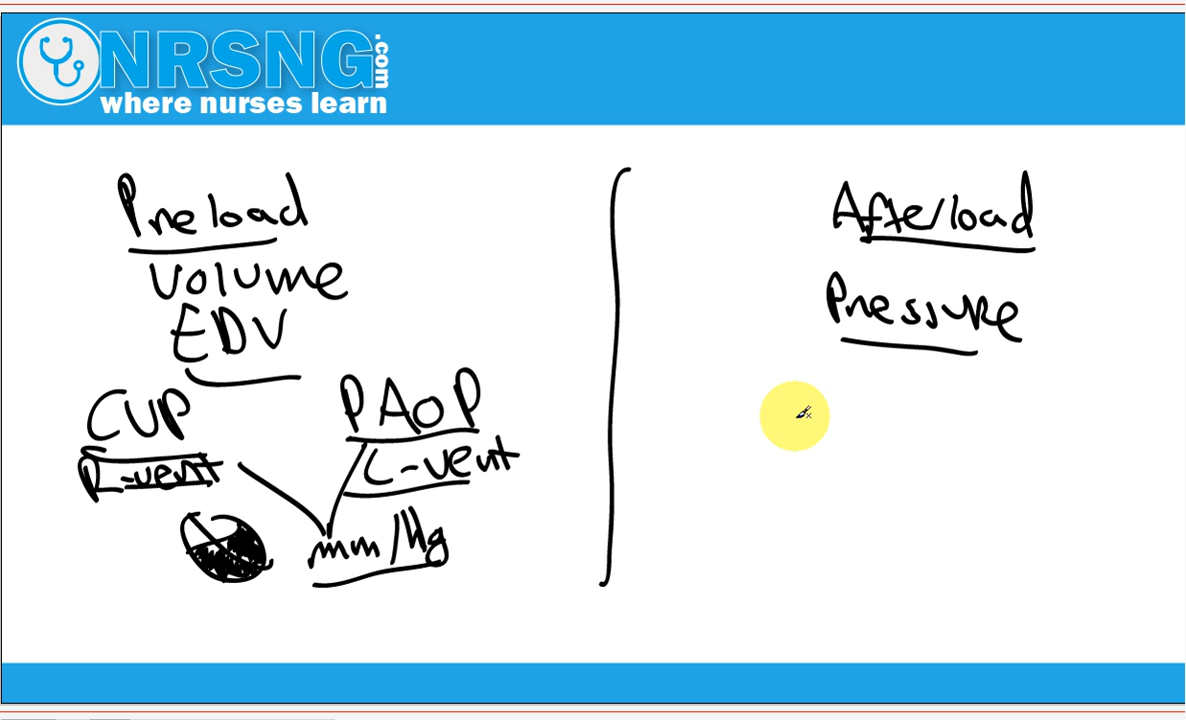 NRSNG.com
where nurses learn
Preload
Volume
EDV
CVP
R-vent
PAOP
L-vent
mm/Hg
Afterload
Pressure